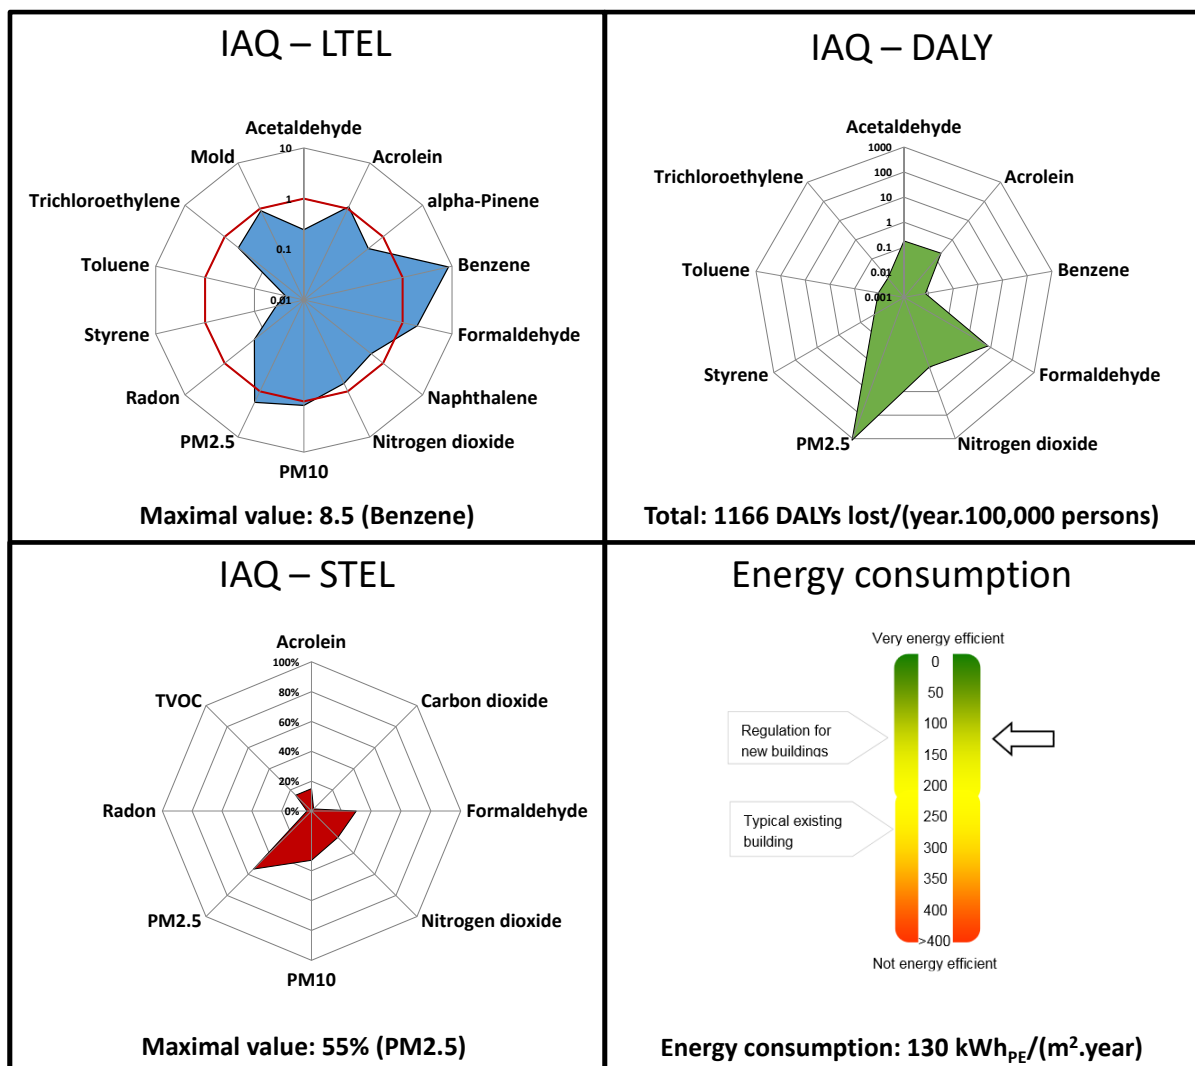 IAQ – LTEL
Acetaldehyde
Acrolein
alpha-Pinene
Benzene
Formaldehyde
Naphthalene
Nitrogen dioxide
PM10
PM2.5
Radon
Styrene
Toluene
Trichloroethylene
Mold
10
1
0.1
0.01
Maximal value: 8.5 (Benzene)
IAQ – DALY
Acetaldehyde
Acrolein
Benzene
Formaldehyde
Nitrogen dioxide
PM2.5
Styrene
Toluene
Trichloroethylene
1000
100
10
1
0.1
0.01
0.001
Total: 1166 DALYs lost/(year.100,000 persons)
IAQ – STEL
Acrolein
Carbon dioxide
Formaldehyde
Nitrogen dioxide
PM10
PM2.5
Radon
TVOC
100%
80%
60%
40%
20%
0%
Maximal value: 55% (PM2.5)
Energy consumption
Very energy efficient
0
50
100
150
200
250
300
350
400
>400
Not energy efficient
Regulation for
new buildings
Typical existing
building
Energy consumption: 130 kWhPE/(m².year)